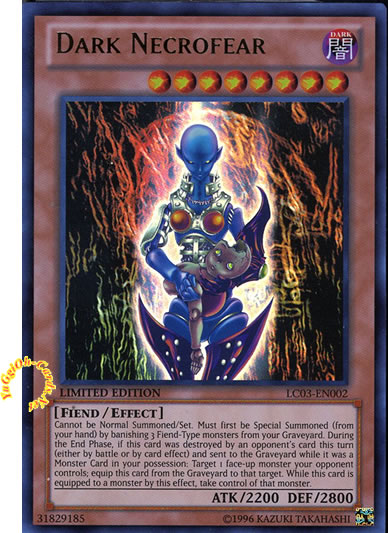 DARK NECROFEAR
DARK
闇
LIMITED EDITION
LC03-EN002
[FIEND / EFFECT]
Cannot be Normal Summoned/Set. Must first be Special Summoned (from
your hand) by banishing 3 Fiend-Type monsters from your Graveyard. During
the End Phase, if this card was destroyed by an opponent's card this turn
(either by battle or by card effect) and sent to the Graveyard while it was a
Monster Card in your possession: Target 1 face-up monster your opponent
controls; equip this card from the Graveyard to that target. While this card is
equipped to a monster by this effect, take control of that monster.
ATK/2200 DEF/2800
31829185
©1996 KAZUKI TAKAHASHI